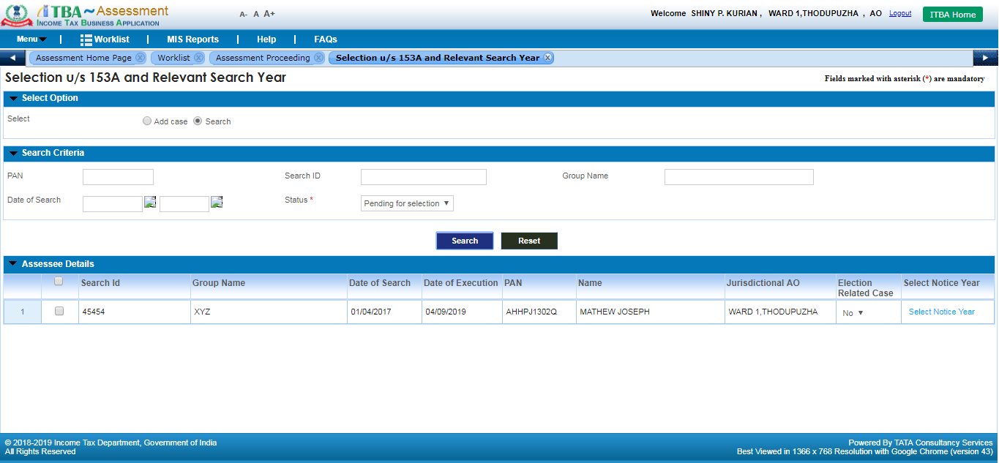 iTBA ~ Assessment
INCOME TAX BUSINESS APPLICATION
A- A A+
Welcome SHINY P. KURIAN , WARD 1,THODUPUZHA , AO Logout ITBA Home
Menu | Worklist | MIS Reports | Help | FAQs
Assessment Home Page Worklist Assessment Proceeding Selection u/s 153A and Relevant Search Year
Selection u/s 153A and Relevant Search Year
Fields marked with asterisk (*) are mandatory
Select Option
Select Add case Search
Search Criteria
PAN Search ID Group Name
Date of Search Status * Pending for selection
Search Reset
Assessee Details
Search Id Group Name Date of Search Date of Execution PAN Name Jurisdictional AO Election Related Case Select Notice Year
1 45454 XYZ 01/04/2017 04/09/2019 AHHPJ1302Q MATHEW JOSEPH WARD 1,THODUPUZHA No Select Notice Year
© 2018-2019 Income Tax Department, Government of India
All Rights Reserved
Powered By TATA Consultancy Services
Best Viewed in 1366 x 768 Resolution with Google Chrome (version 43)